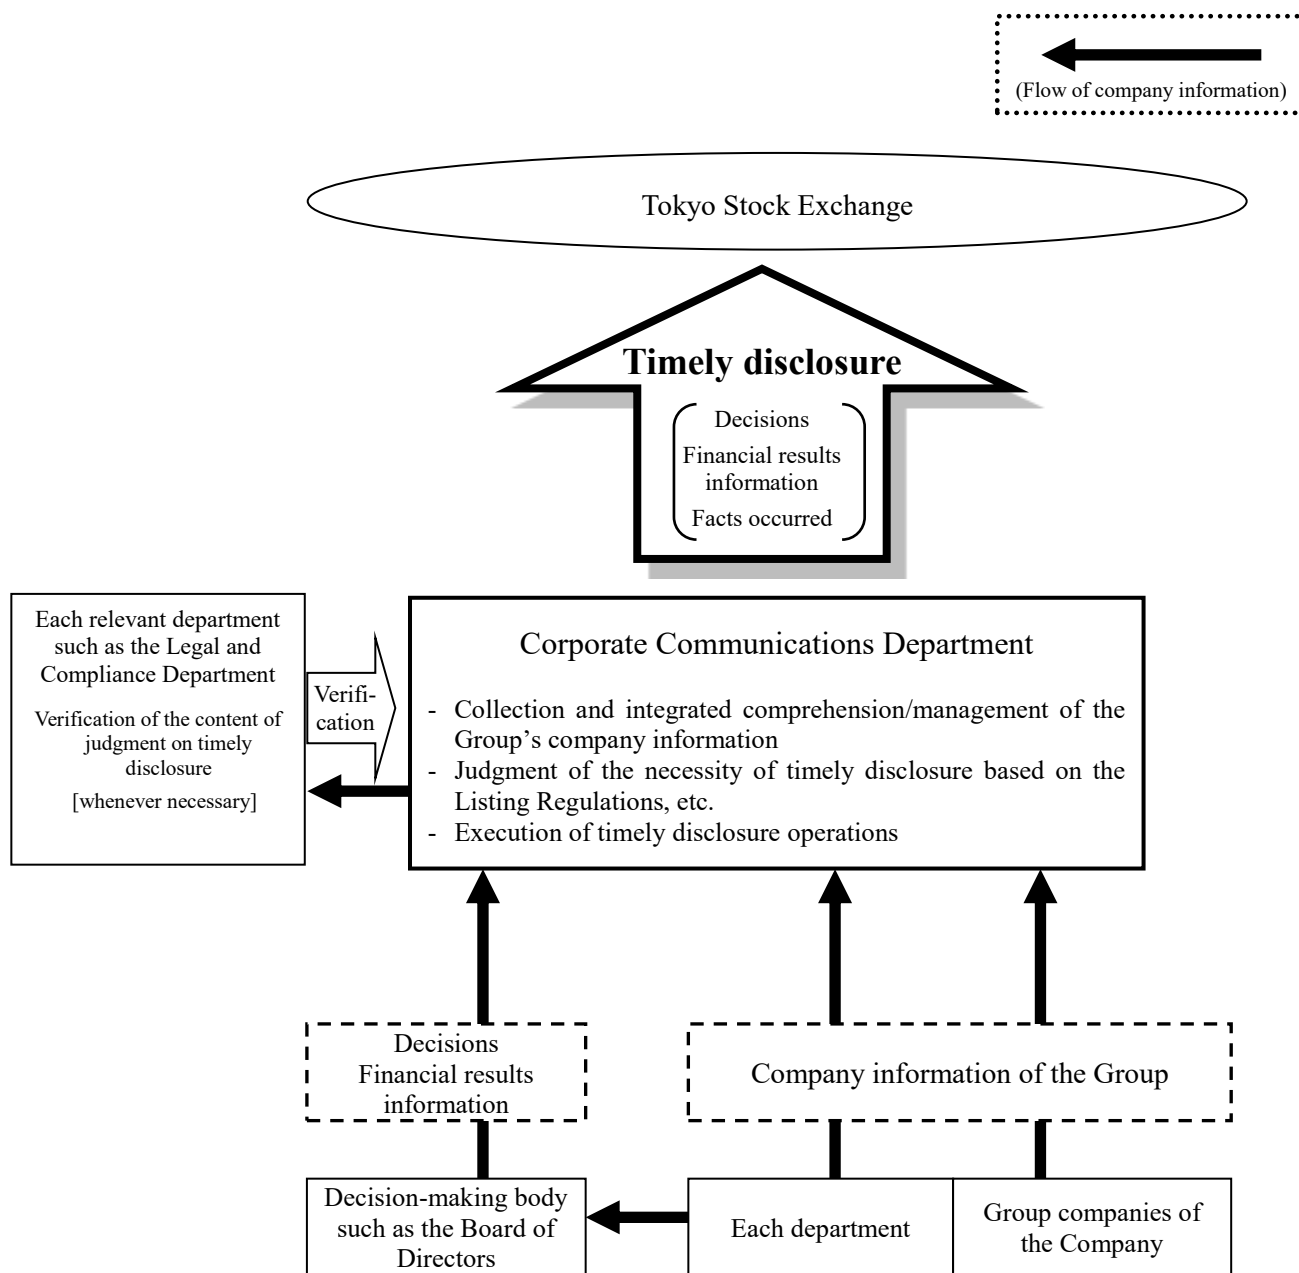 (Flow of company information)
Tokyo Stock Exchange
Timely disclosure
Decisions
Financial results
information
Facts occurred
Each relevant department
such as the Legal and
Compliance Department
Verification of the content of
judgment on timely
disclosure
[whenever necessary]
Verifi-
cation
Corporate Communications Department
- Collection and integrated comprehension/management of the
Group’s company information
- Judgment of the necessity of timely disclosure based on the
Listing Regulations, etc.
- Execution of timely disclosure operations
Decisions
Financial results
information
Company information of the Group
Decision-making body
such as the Board of
Directors
Each department
Group companies of
the Company